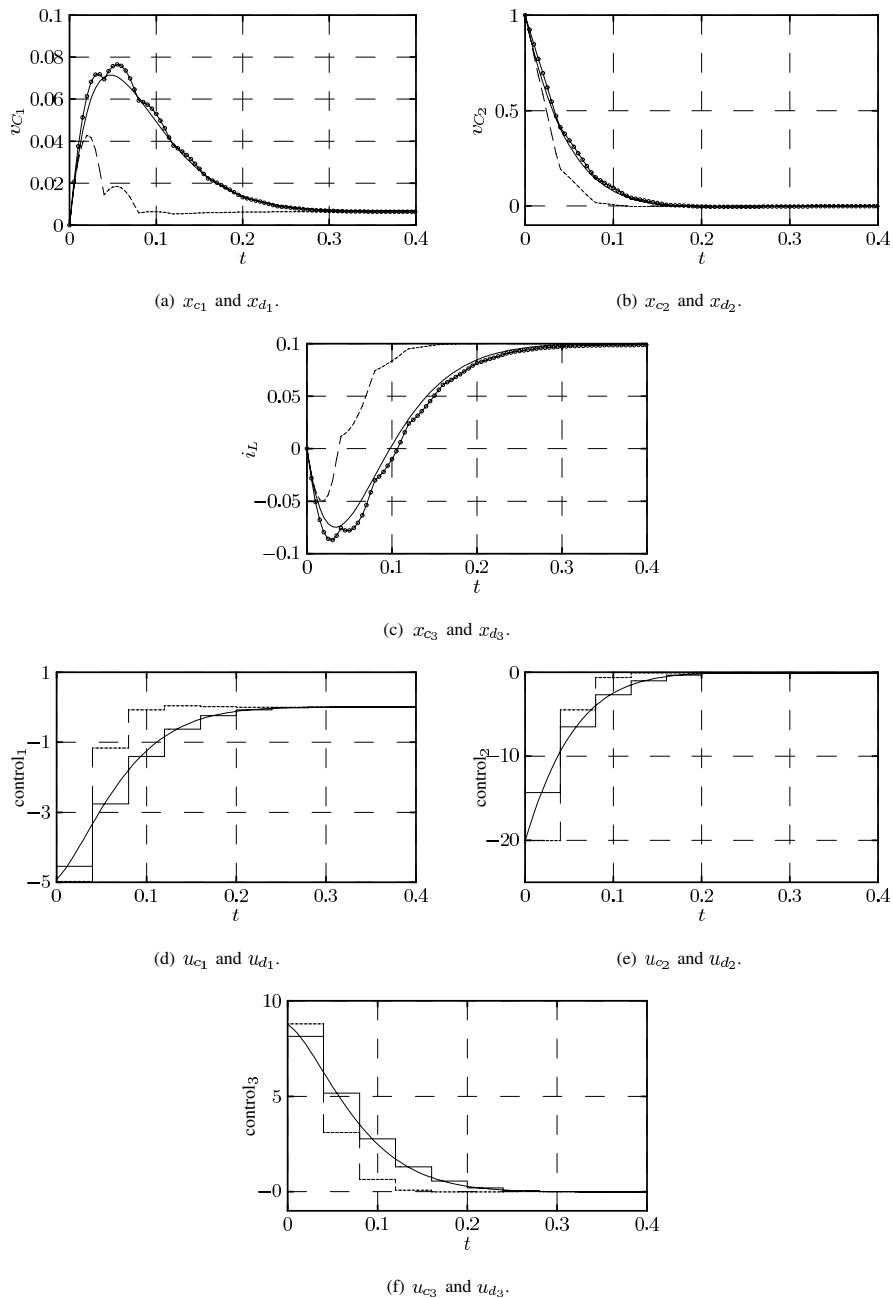 0.1
0.08
0.06
0.04
0.02
0
v_{C_1}
0 0.1 0.2 0.3 0.4
t
(a) x_{c_1} and x_{d_1}.
1
0.5
0
v_{C_2}
0 0.1 0.2 0.3 0.4
t
(b) x_{c_2} and x_{d_2}.
0.1
0.05
0
−0.05
−0.1
i_L
0 0.1 0.2 0.3 0.4
t
(c) x_{c_3} and x_{d_3}.
1
−1
−3
−5
control_1
0 0.1 0.2 0.3 0.4
t
(d) u_{c_1} and u_{d_1}.
0
−10
−20
control_2
0 0.1 0.2 0.3 0.4
t
(e) u_{c_2} and u_{d_2}.
10
5
−0
control_3
0 0.1 0.2 0.3 0.4
t
(f) u_{c_3} and u_{d_3}.